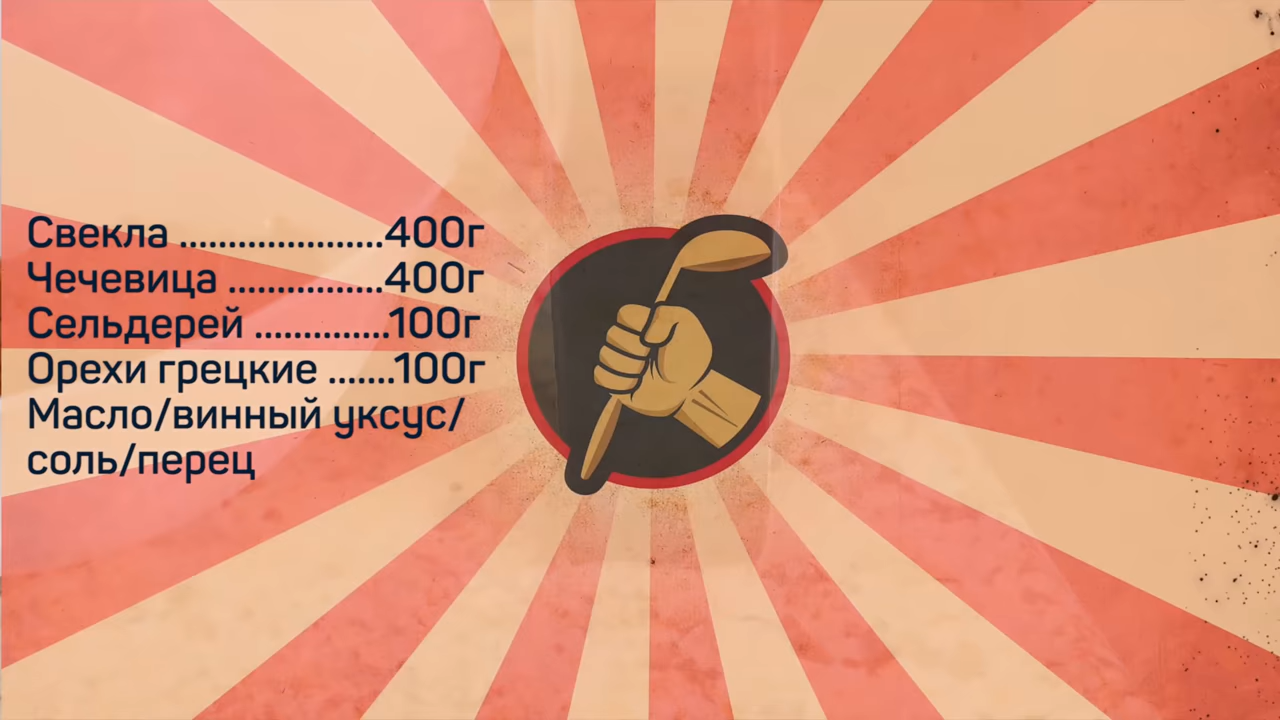 Свекла .....................400г
Чечевица ................400г
Сельдерей ..............100г
Орехи грецкие .......100г
Масло/винный уксус/
соль/перец